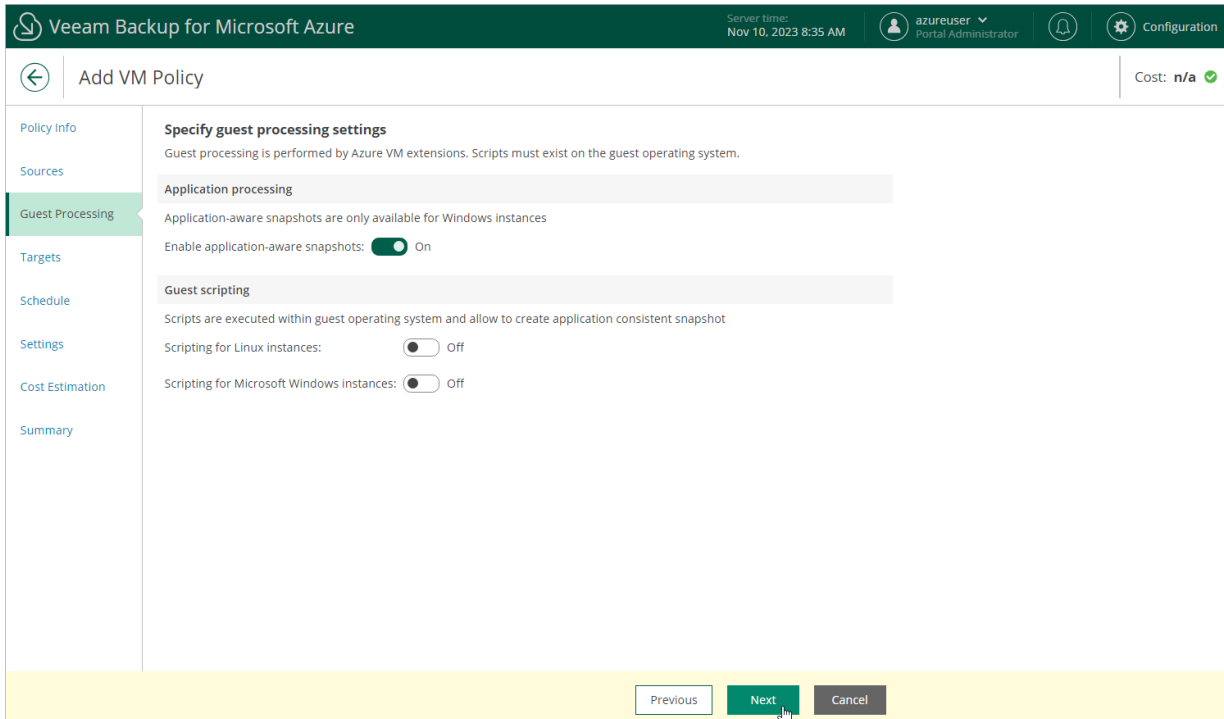 Veeam Backup for Microsoft Azure
Server time:
Nov 10, 2023 8:35 AM
azureuser
Portal Administrator
Configuration
Add VM Policy
Cost: n/a
Policy Info
Sources
Guest Processing
Targets
Schedule
Settings
Cost Estimation
Summary
Specify guest processing settings
Guest processing is performed by Azure VM extensions. Scripts must exist on the guest operating system.
Application processing
Application-aware snapshots are only available for Windows instances
Enable application-aware snapshots: On
Guest scripting
Scripts are executed within guest operating system and allow to create application consistent snapshot
Scripting for Linux instances: Off
Scripting for Microsoft Windows instances: Off
Previous Next Cancel